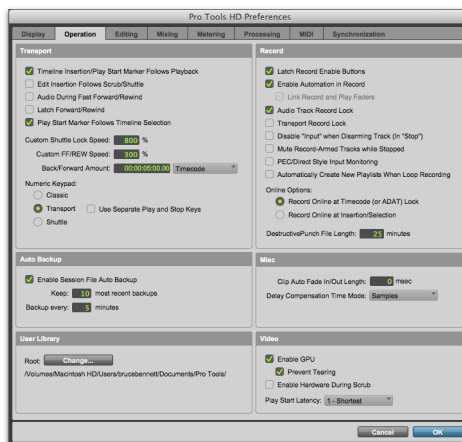 Pro Tools HD Preferences
Display Operation Editing Mixing Metering Processing MIDI Synchronization
Transport
Timeline Insertion/Play Start Marker Follows Playback
Edit Insertion Follows Scrub/Shuttle
Audio During Fast Forward/Rewind
Latch Forward/Rewind
Play Start Marker Follows Timeline Selection
Custom Shuttle Lock Speed: 800 %
Custom FF/REW Speed: 300 %
Back/Forward Amount: 00:00:05:00.00 Timecode
Numeric Keypad:
Classic
Transport Use Separate Play and Stop Keys
Shuttle
Record
Latch Record Enable Buttons
Enable Automation in Record
Link Record and Play Faders
Audio Track Record Lock
Transport Record Lock
Disable "Input" when Disarming Track (In "Stop")
Mute Record-Armed Tracks while Stopped
PEC/Direct Style Input Monitoring
Automatically Create New Playlists When Loop Recording
Online Options:
Record Online at Timecode (or ADAT) Lock
Record Online at Insertion/Selection
DestructivePunch File Length: 25 minutes
Auto Backup
Enable Session File Auto Backup
Keep: 10 most recent backups
Backup every: 5 minutes
Misc
Clip Auto Fade In/Out Length: 0 msec
Delay Compensation Time Mode: Samples
User Library
Root: Change...
/Volumes/Macintosh HD/Users/brucebennett/Documents/Pro Tools/
Video
Enable GPU
Prevent Tearing
Enable Hardware During Scrub
Play Start Latency: 1 - Shortest
Cancel OK